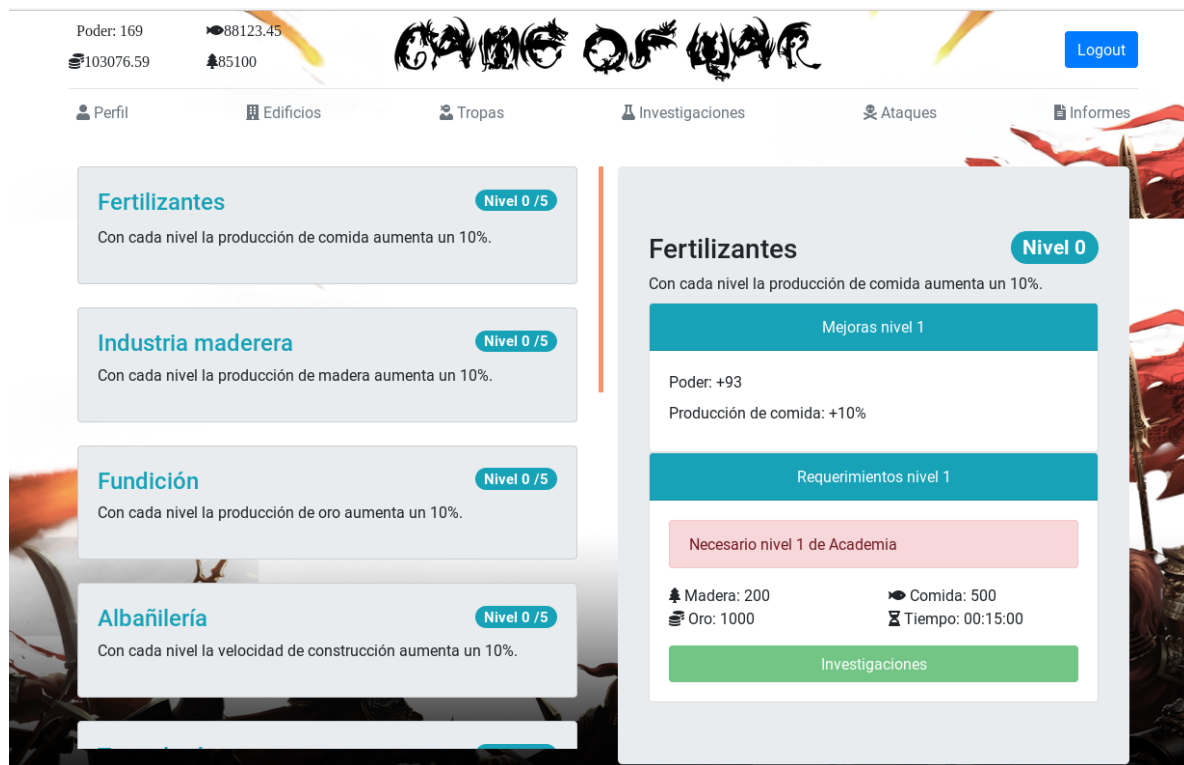 Poder: 169
88123.45
103076.59
85100
GAME OF WAR
Logout
Perfil
Edificios
Tropas
Investigaciones
Ataques
Informes
Fertilizantes
Nivel 0 /5
Con cada nivel la producción de comida aumenta un 10%.
Industria maderera
Nivel 0 /5
Con cada nivel la producción de madera aumenta un 10%.
Fundición
Nivel 0 /5
Con cada nivel la producción de oro aumenta un 10%.
Albañilería
Nivel 0 /5
Con cada nivel la velocidad de construcción aumenta un 10%.
Fertilizantes
Nivel 0
Con cada nivel la producción de comida aumenta un 10%.
Mejoras nivel 1
Poder: +93
Producción de comida: +10%
Requerimientos nivel 1
Necesario nivel 1 de Academia
Madera: 200
Comida: 500
Oro: 1000
Tiempo: 00:15:00
Investigaciones